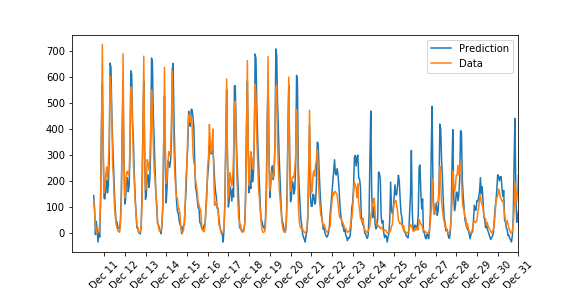 700
600
500
400
300
200
100
0
Prediction
Data
Dec 11
Dec 12
Dec 13
Dec 14
Dec 15
Dec 16
Dec 17
Dec 18
Dec 19
Dec 20
Dec 21
Dec 22
Dec 23
Dec 24
Dec 25
Dec 26
Dec 27
Dec 28
Dec 29
Dec 30
Dec 31